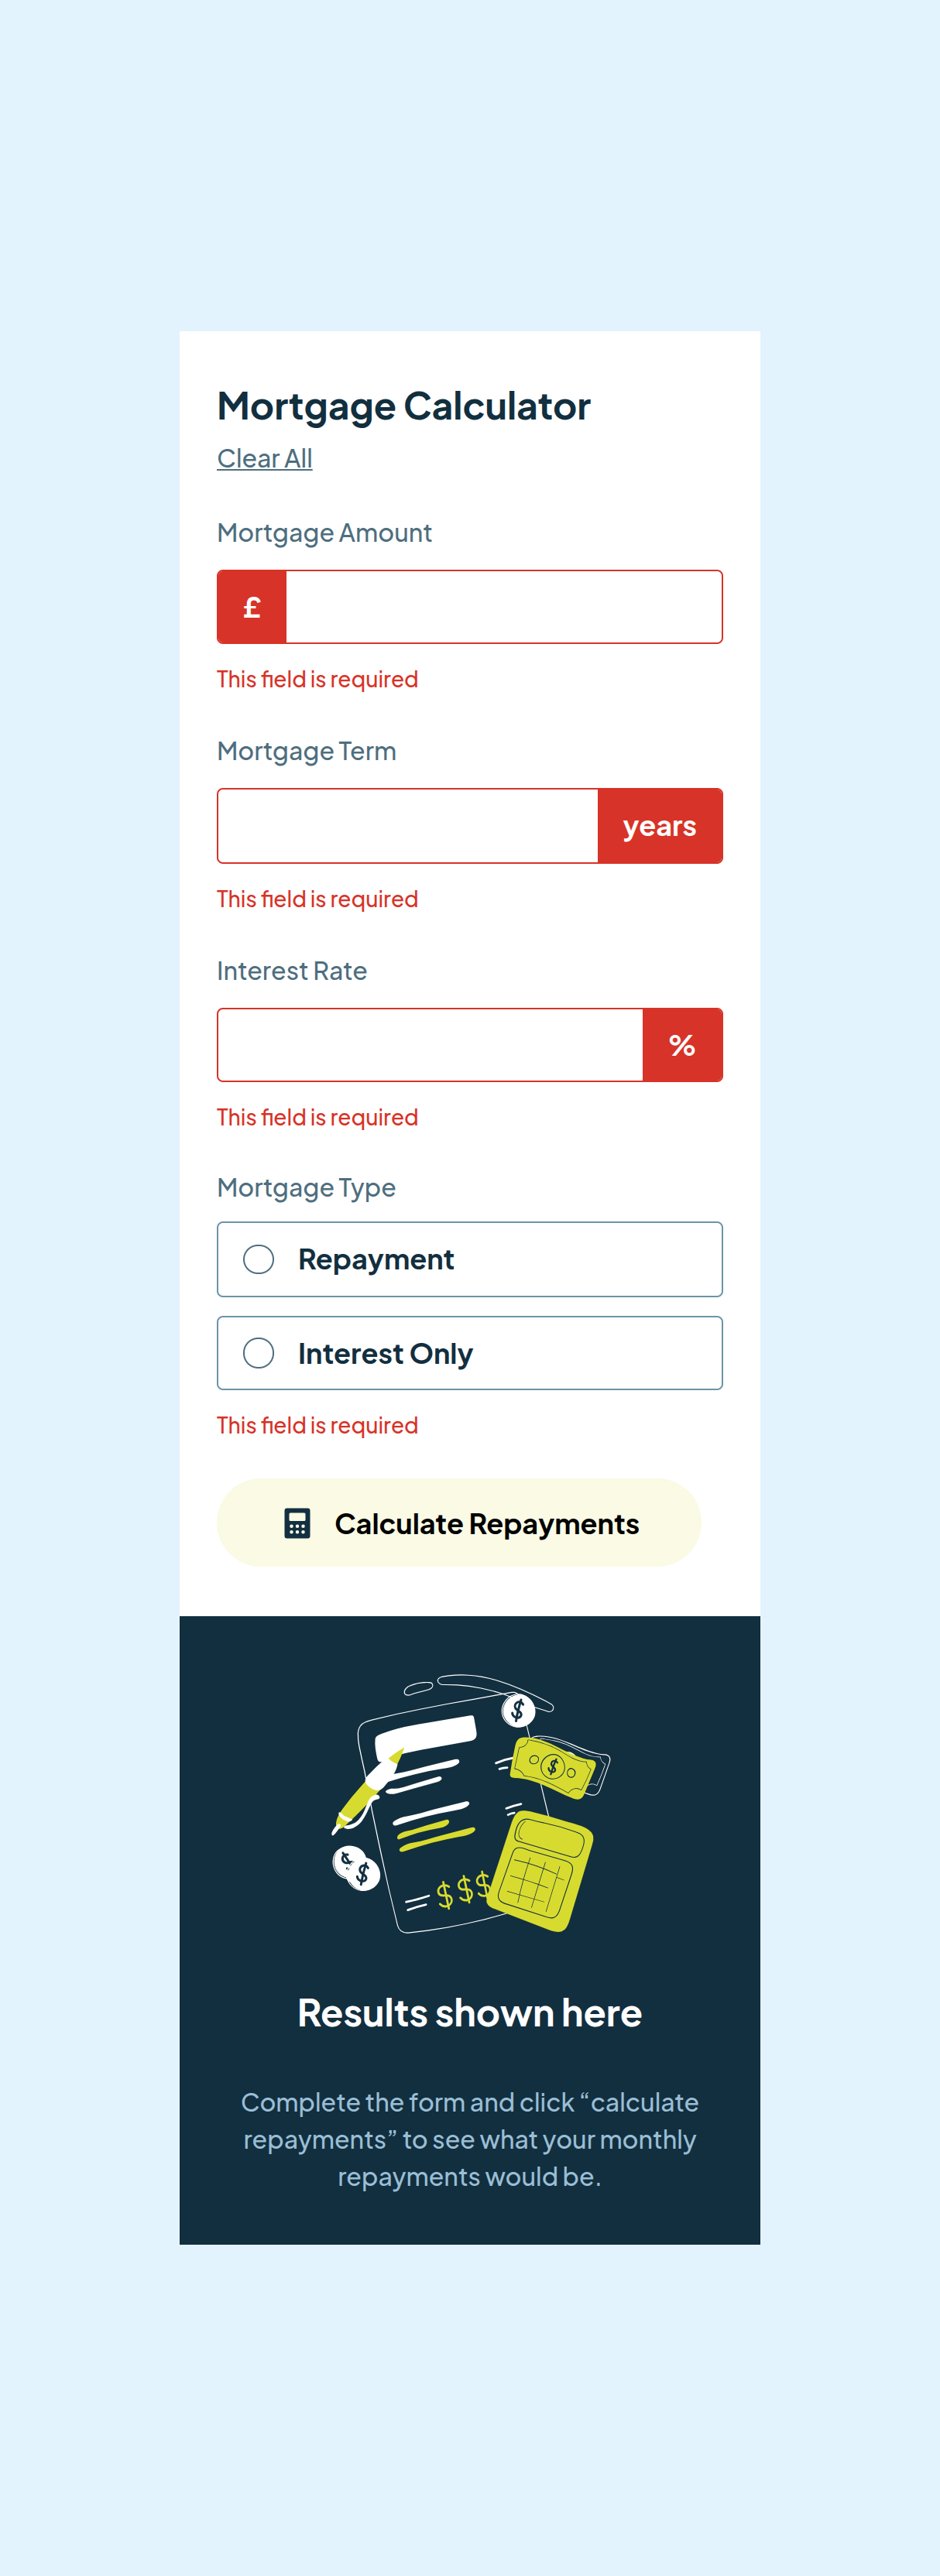 Mortgage Calculator
Clear All
Mortgage Amount
£
This field is required
Mortgage Term
years
This field is required
Interest Rate
%
This field is required
Mortgage Type
Repayment
Interest Only
This field is required
Calculate Repayments
$
$
$ $
= $$$
Results shown here
Complete the form and click “calculate
repayments” to see what your monthly
repayments would be.